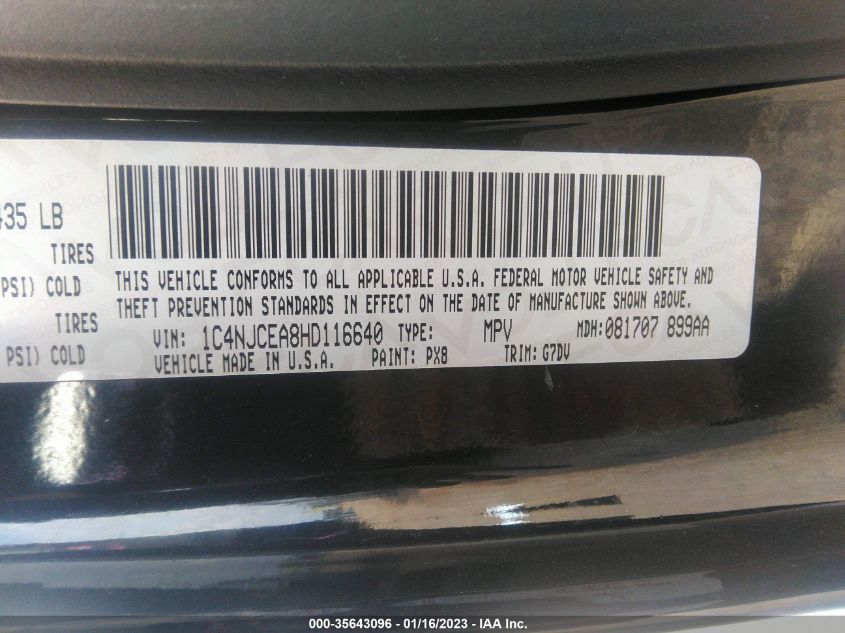 435 LB
TIRES
PSI) COLD
TIRES
PSI) COLD
THIS VEHICLE CONFORMS TO ALL APPLICABLE U.S.A. FEDERAL MOTOR VEHICLE SAFETY AND
THEFT PREVENTION STANDARDS IN EFFECT ON THE DATE OF MANUFACTURE SHOWN ABOVE.
VIN: 1C4NJCEA8HD116640 TYPE: MPV MDH:081707 899AA
VEHICLE MADE IN U.S.A. PAINT: PX8 TRIM: G7DV
000-35643096 - 01/16/2023 - IAA Inc.